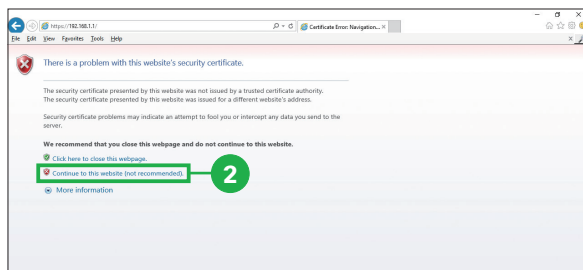 https://192.168.1.1/
Certificate Error: Navigation...
File Edit View Favorites Tools Help
There is a problem with this website's security certificate.
The security certificate presented by this website was not issued by a trusted certificate authority.
The security certificate presented by this website was issued for a different website's address.
Security certificate problems may indicate an attempt to fool you or intercept any data you send to the
server.
We recommend that you close this webpage and do not continue to this website.
Click here to close this webpage.
Continue to this website (not recommended).
2
More information